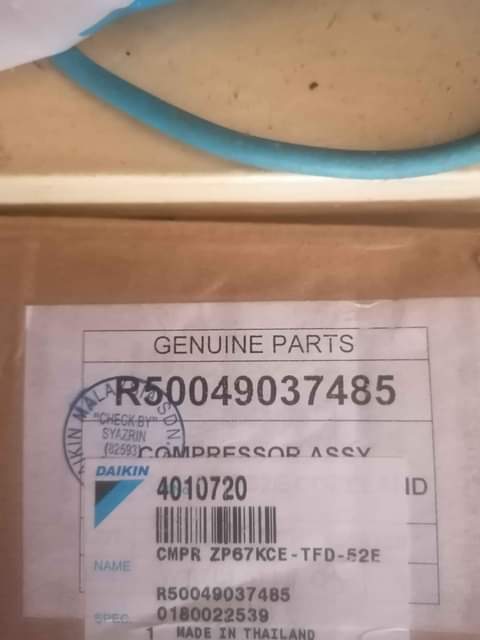 GENUINE PARTS
R50049037485
"CHECK BY"
SYAZRIN
(82593)
COMPRESSOR ASSY
DAIKIN
4010720
ND
NAME
CMPR ZP67KCE-TFD-52E
R50049037485
SPEC.
0180022539
1 MADE IN THAILAND